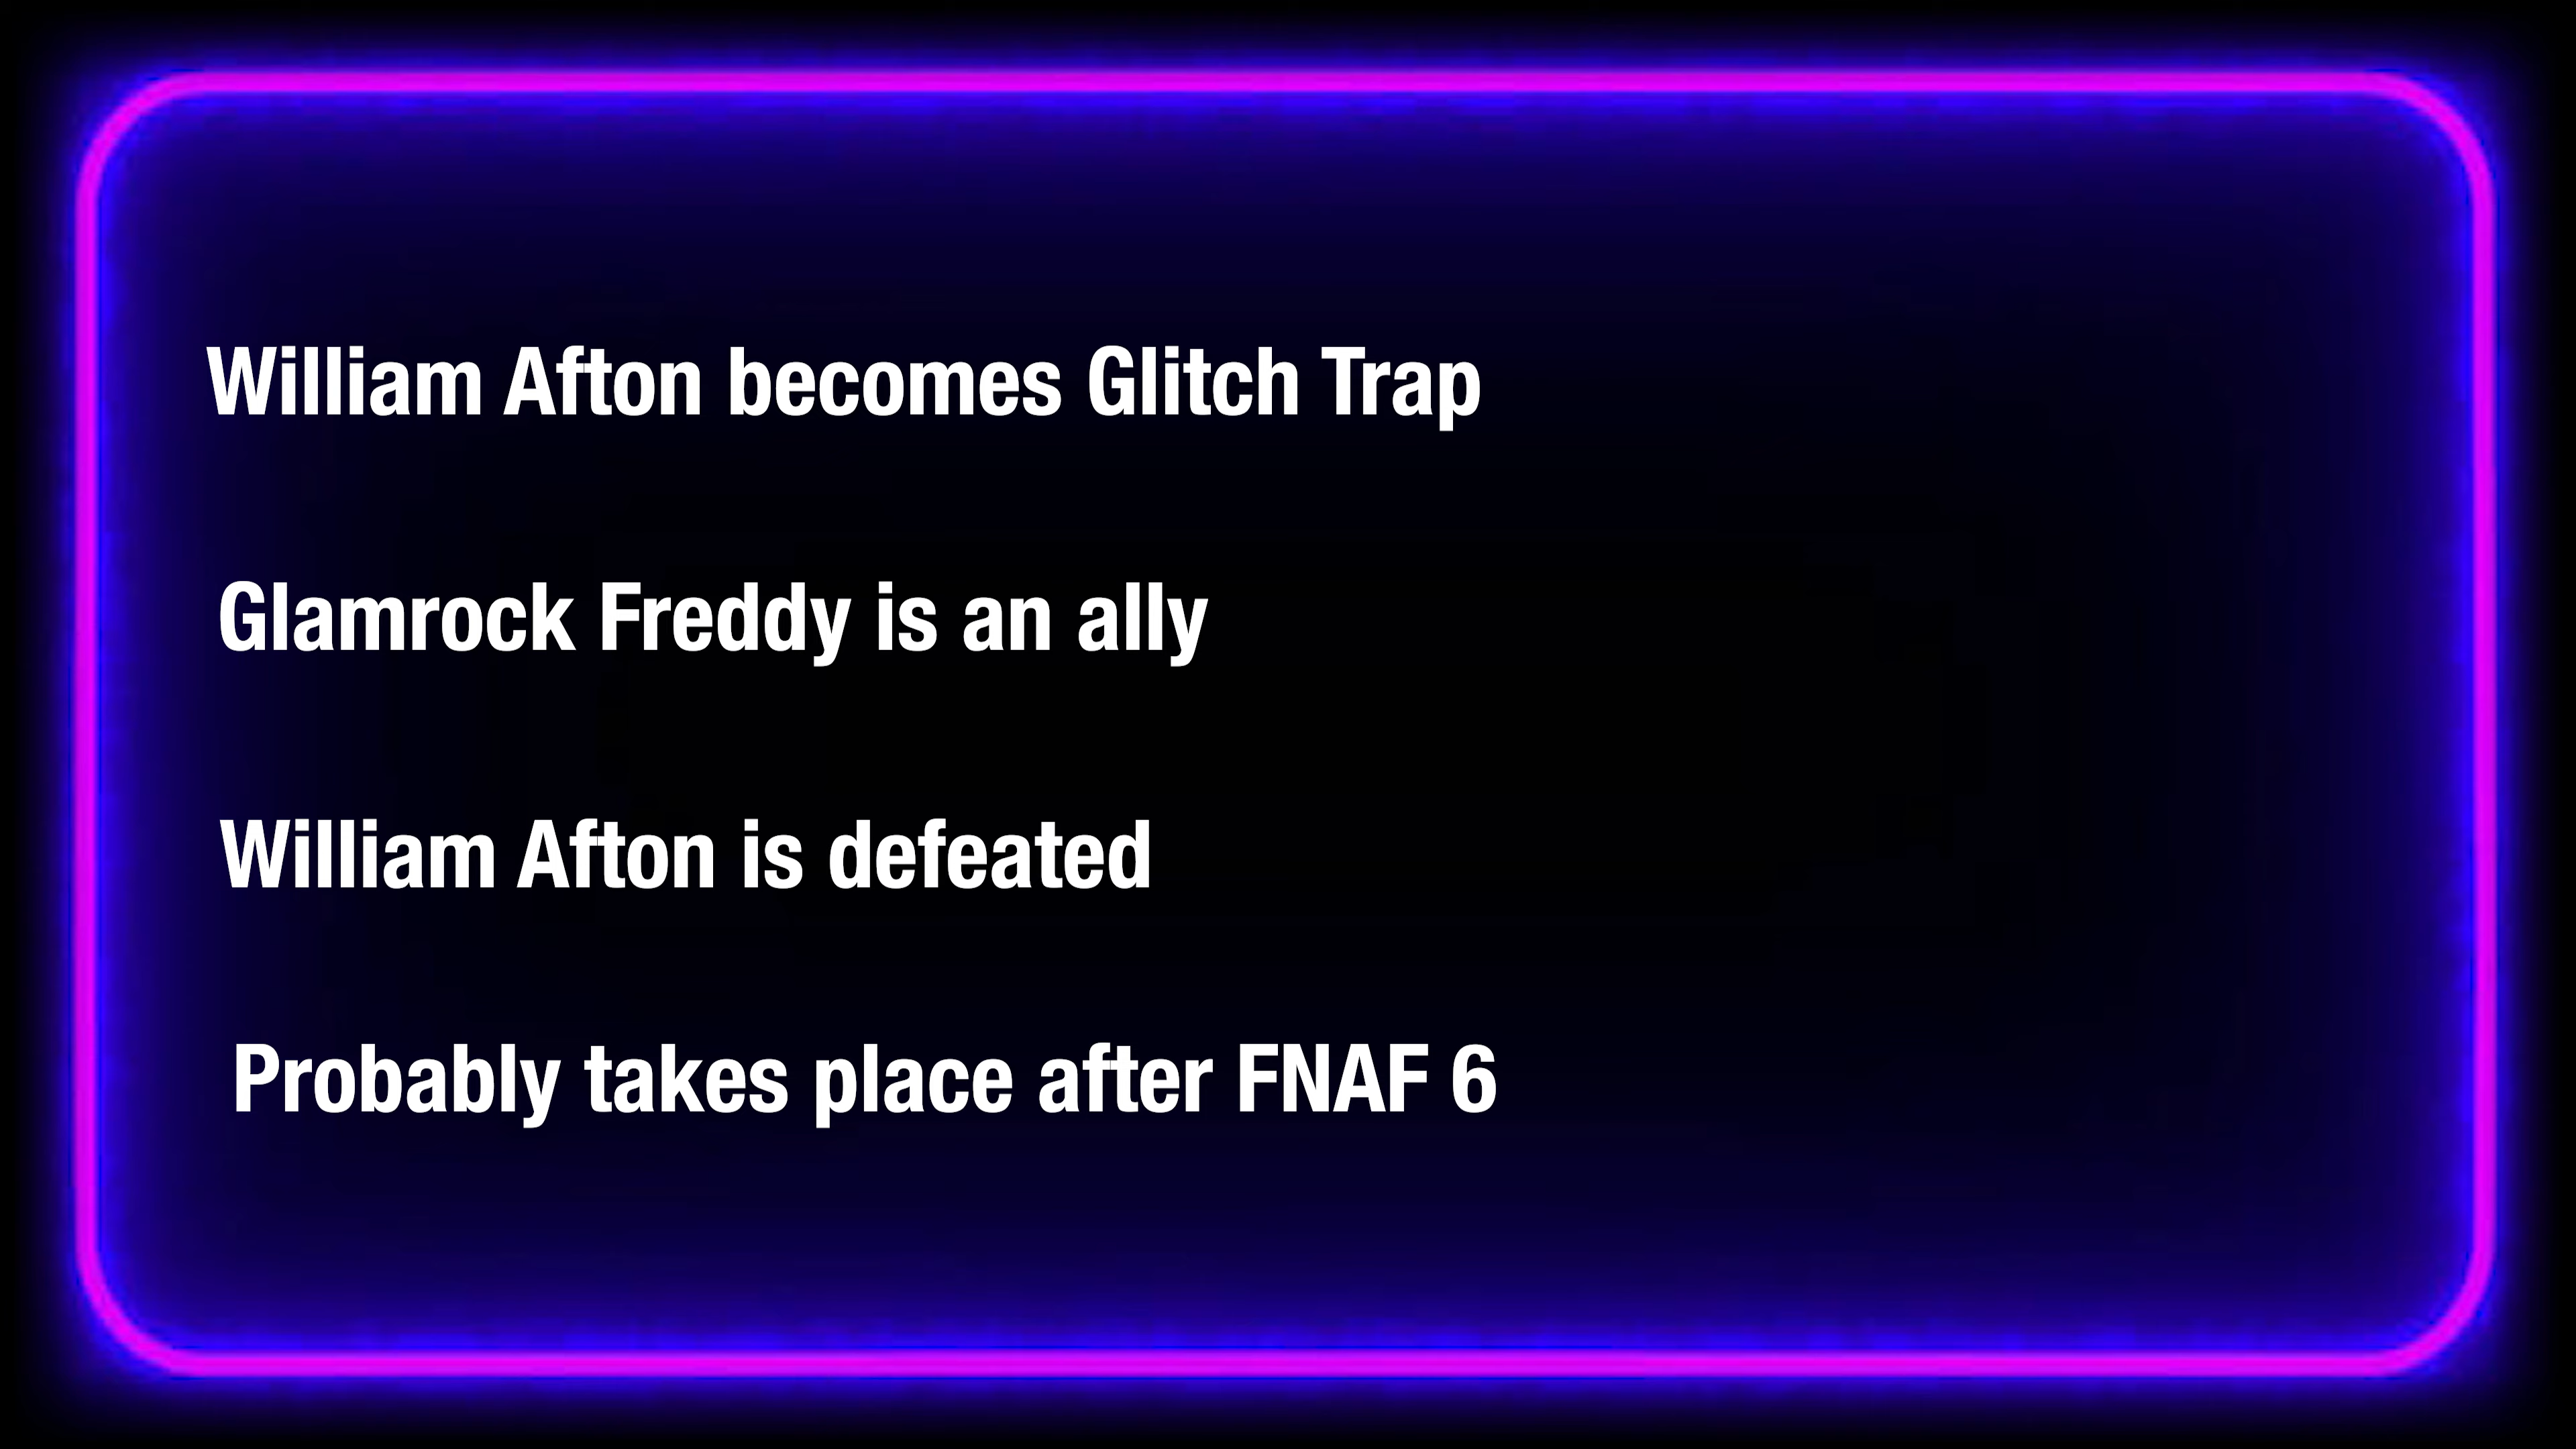 William Afton becomes Glitch Trap
Glamrock Freddy is an ally
William Afton is defeated
Probably takes place after FNAF 6